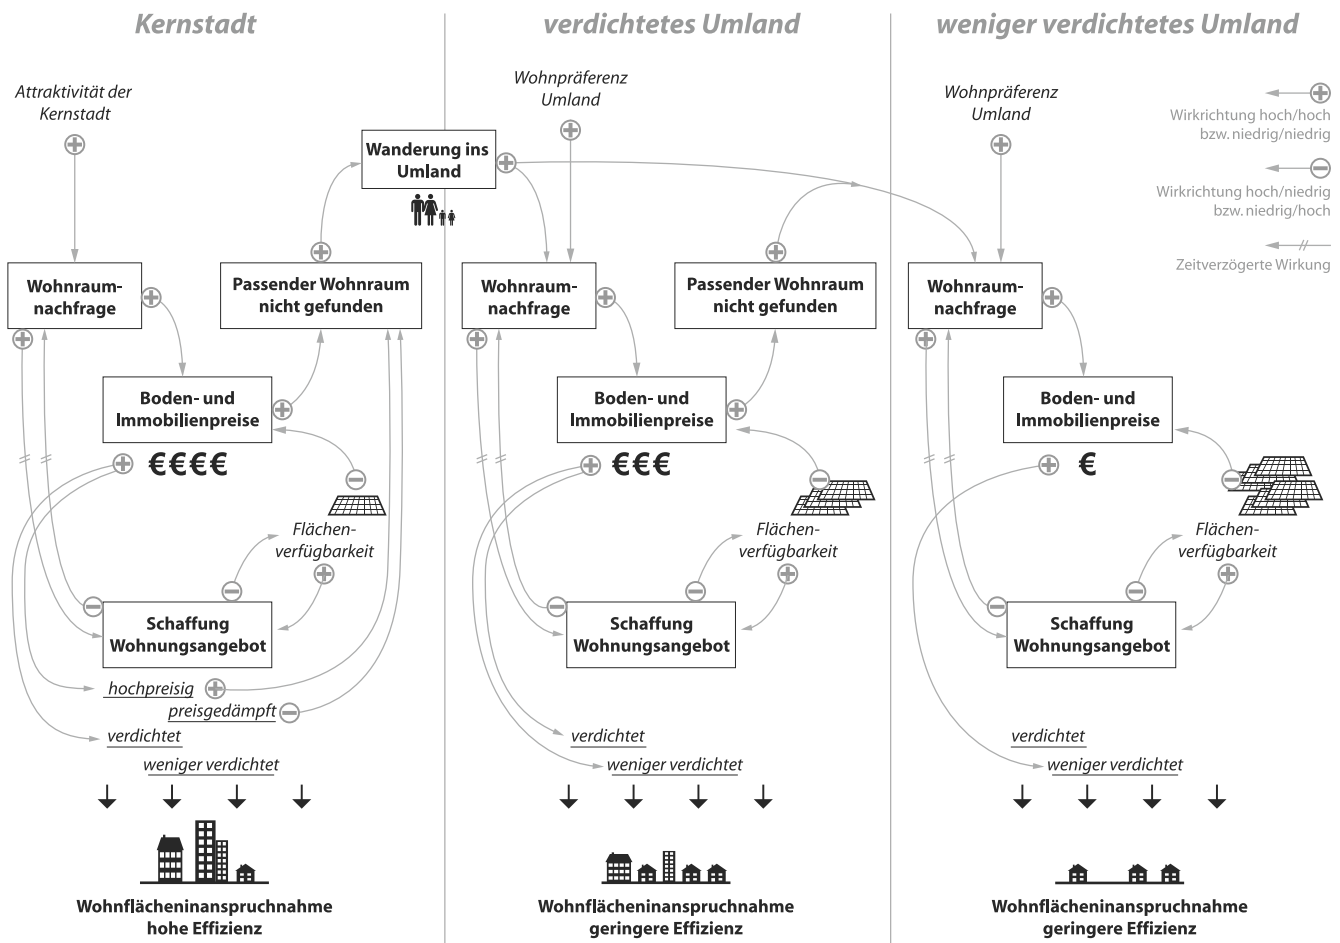 Kernstadt
verdichtetes Umland
weniger verdichtetes Umland
Attraktivität der
Kernstadt
Wanderung ins
Umland
Wohnraum-
nachfrage
Passender Wohnraum
nicht gefunden
Boden- und
Immobilienpreise
€€€€
Flächen-
verfügbarkeit
Schaffung
Wohnungsangebot
hochpreisig
preisgedämpft
verdichtet
weniger verdichtet
Wohnflächeninanspruchnahme
hohe Effizienz
Wohnpräferenz
Umland
Wohnraum-
nachfrage
Passender Wohnraum
nicht gefunden
Boden- und
Immobilienpreise
€€€
Flächen-
verfügbarkeit
Schaffung
Wohnungsangebot
verdichtet
weniger verdichtet
Wohnflächeninanspruchnahme
geringere Effizienz
Wohnpräferenz
Umland
Wohnraum-
nachfrage
Boden- und
Immobilienpreise
€
Flächen-
verfügbarkeit
Schaffung
Wohnungsangebot
verdichtet
weniger verdichtet
Wohnflächeninanspruchnahme
geringere Effizienz
Wirkrichtung hoch/hoch
bzw. niedrig/niedrig
Wirkrichtung hoch/niedrig
bzw. niedrig/hoch
Zeitverzögerte Wirkung